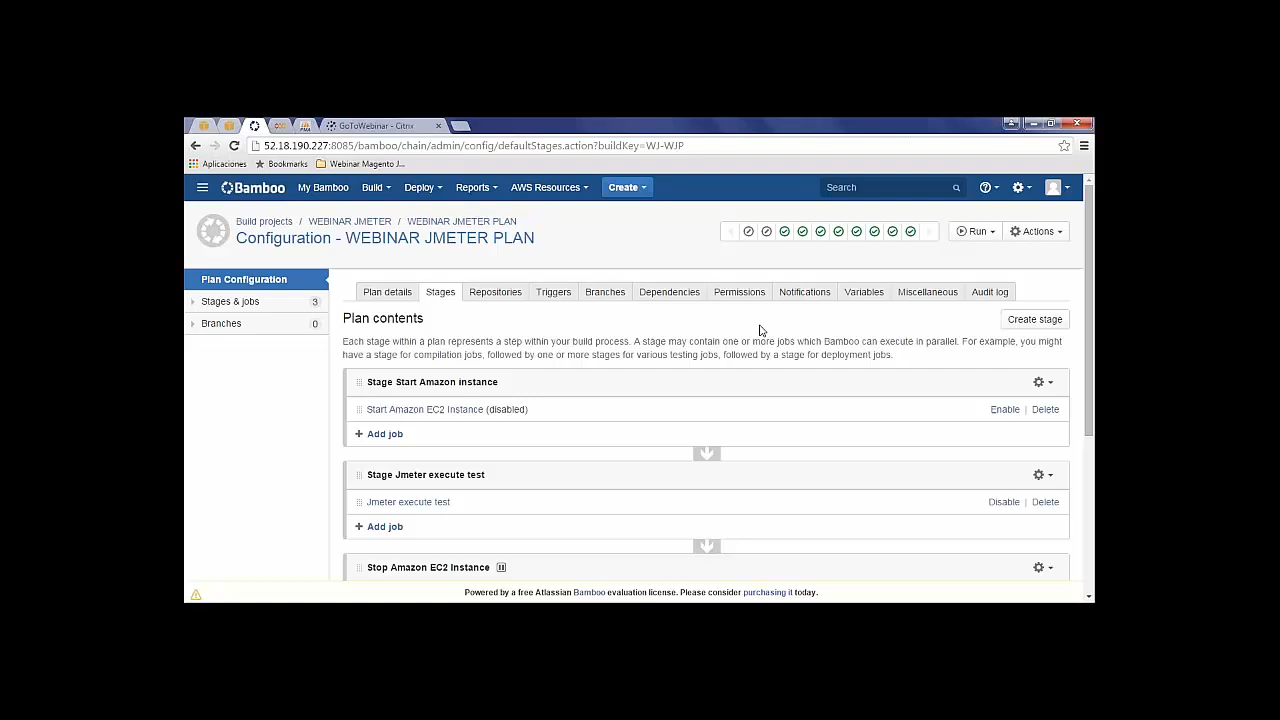 GoToWebinar - Citrix
52.18.190.227:8085/bamboo/chain/admin/config/defaultStages.action?buildKey=WJ-WJP
Aplicaciones Bookmarks Webinar Magento J...
Bamboo My Bamboo Build Deploy Reports AWS Resources Create Search
Build projects / WEBINAR JMETER / WEBINAR JMETER PLAN
Configuration - WEBINAR JMETER PLAN
Run Actions
Plan Configuration
Stages & jobs 3
Branches 0
Plan details Stages Repositories Triggers Branches Dependencies Permissions Notifications Variables Miscellaneous Audit log
Plan contents
Create stage
Each stage within a plan represents a step within your build process. A stage may contain one or more jobs which Bamboo can execute in parallel. For example, you might
have a stage for compilation jobs, followed by one or more stages for various testing jobs, followed by a stage for deployment jobs.
Stage Start Amazon instance
Start Amazon EC2 Instance (disabled) Enable | Delete
+ Add job
Stage Jmeter execute test
Jmeter execute test Disable | Delete
+ Add job
Stop Amazon EC2 Instance
Powered by a free Atlassian Bamboo evaluation license. Please consider purchasing it today.